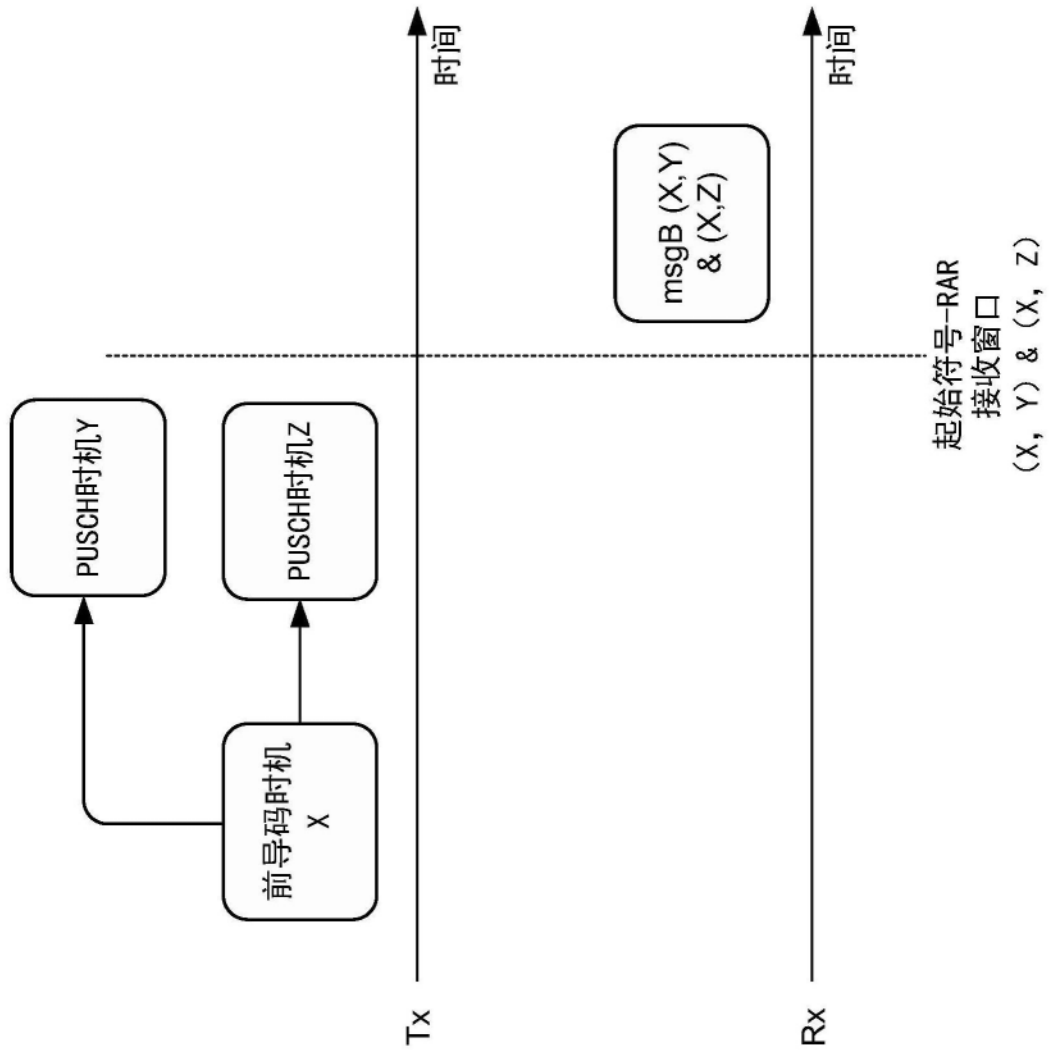 PUSCH时机Y
前导码时机
X
PUSCH时机Z
Tx
时间
msgB (X,Y)
& (X,Z)
Rx
时间
起始符号-RAR
接收窗口
(X, Y) & (X, Z)